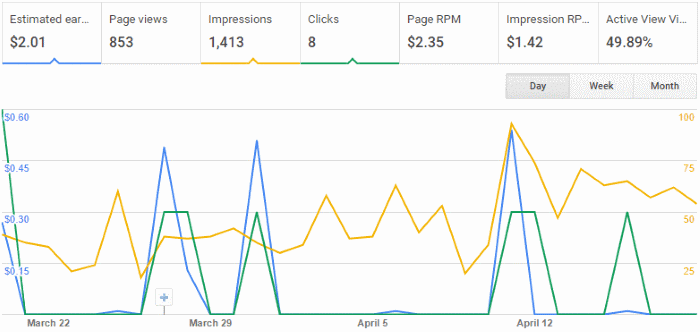 Estimated ear... Page views Impressions Clicks Page RPM Impression RP... Active View Vi...
$2.01 853 1,413 8 $2.35 $1.42 49.89%
Day Week Month
$0.60 100
$0.45 75
$0.30 50
$0.15 25
March 22 March 29 April 5 April 12